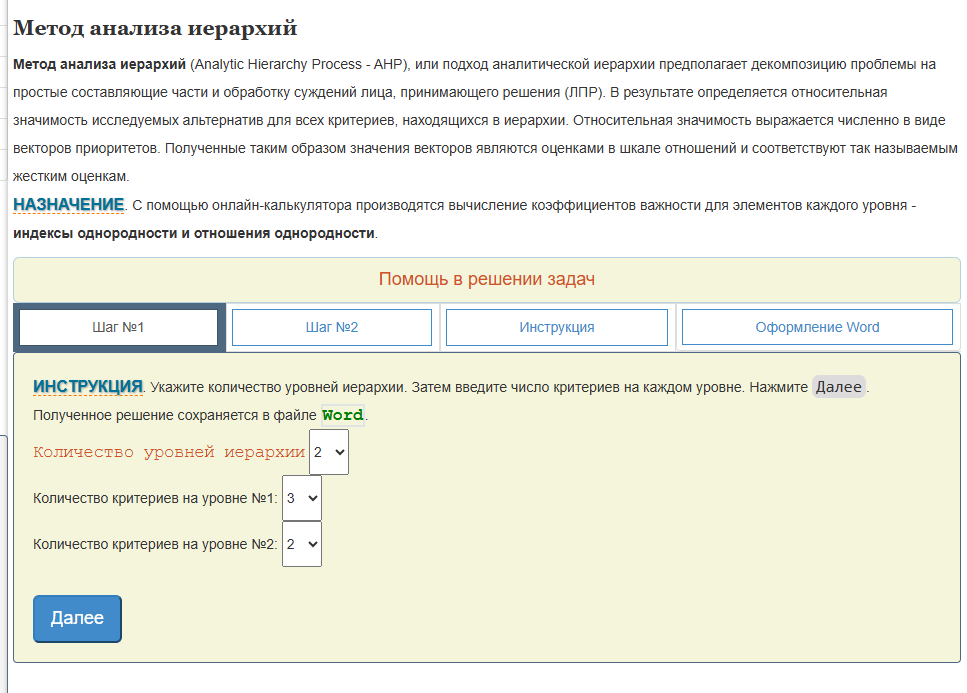 Метод анализа иерархий
Метод анализа иерархий (Analytic Hierarchy Process - AHP), или подход аналитической иерархии предполагает декомпозицию проблемы на
простые составляющие части и обработку суждений лица, принимающего решения (ЛПР). В результате определяется относительная
значимость исследуемых альтернатив для всех критериев, находящихся в иерархии. Относительная значимость выражается численно в виде
векторов приоритетов. Полученные таким образом значения векторов являются оценками в шкале отношений и соответствуют так называемым
жестким оценкам.
НАЗНАЧЕНИЕ. С помощью онлайн-калькулятора производятся вычисление коэффициентов важности для элементов каждого уровня -
индексы однородности и отношения однородности.
Помощь в решении задач
Шаг №1 Шаг №2 Инструкция Оформление Word
ИНСТРУКЦИЯ. Укажите количество уровней иерархии. Затем введите число критериев на каждом уровне. Нажмите Далее.
Полученное решение сохраняется в файле Word.
Количество уровней иерархии 2
Количество критериев на уровне №1: 3
Количество критериев на уровне №2: 2
Далее